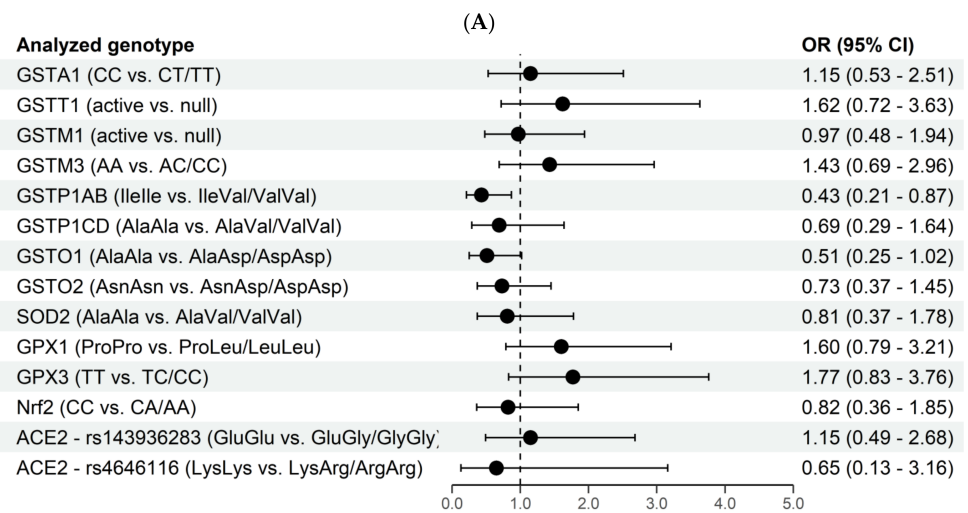 (A)
Analyzed genotype OR (95% CI)
GSTA1 (CC vs. CT/TT) 1.15 (0.53 - 2.51)
GSTT1 (active vs. null) 1.62 (0.72 - 3.63)
GSTM1 (active vs. null) 0.97 (0.48 - 1.94)
GSTM3 (AA vs. AC/CC) 1.43 (0.69 - 2.96)
GSTP1AB (IleIle vs. IleVal/ValVal) 0.43 (0.21 - 0.87)
GSTP1CD (AlaAla vs. AlaVal/ValVal) 0.69 (0.29 - 1.64)
GSTO1 (AlaAla vs. AlaAsp/AspAsp) 0.51 (0.25 - 1.02)
GSTO2 (AsnAsn vs. AsnAsp/AspAsp) 0.73 (0.37 - 1.45)
SOD2 (AlaAla vs. AlaVal/ValVal) 0.81 (0.37 - 1.78)
GPX1 (ProPro vs. ProLeu/LeuLeu) 1.60 (0.79 - 3.21)
GPX3 (TT vs. TC/CC) 1.77 (0.83 - 3.76)
Nrf2 (CC vs. CA/AA) 0.82 (0.36 - 1.85)
ACE2 - rs143936283 (GluGlu vs. GluGly/GlyGly) 1.15 (0.49 - 2.68)
ACE2 - rs4646116 (LysLys vs. LysArg/ArgArg) 0.65 (0.13 - 3.16)
0.0 1.0 2.0 3.0 4.0 5.0